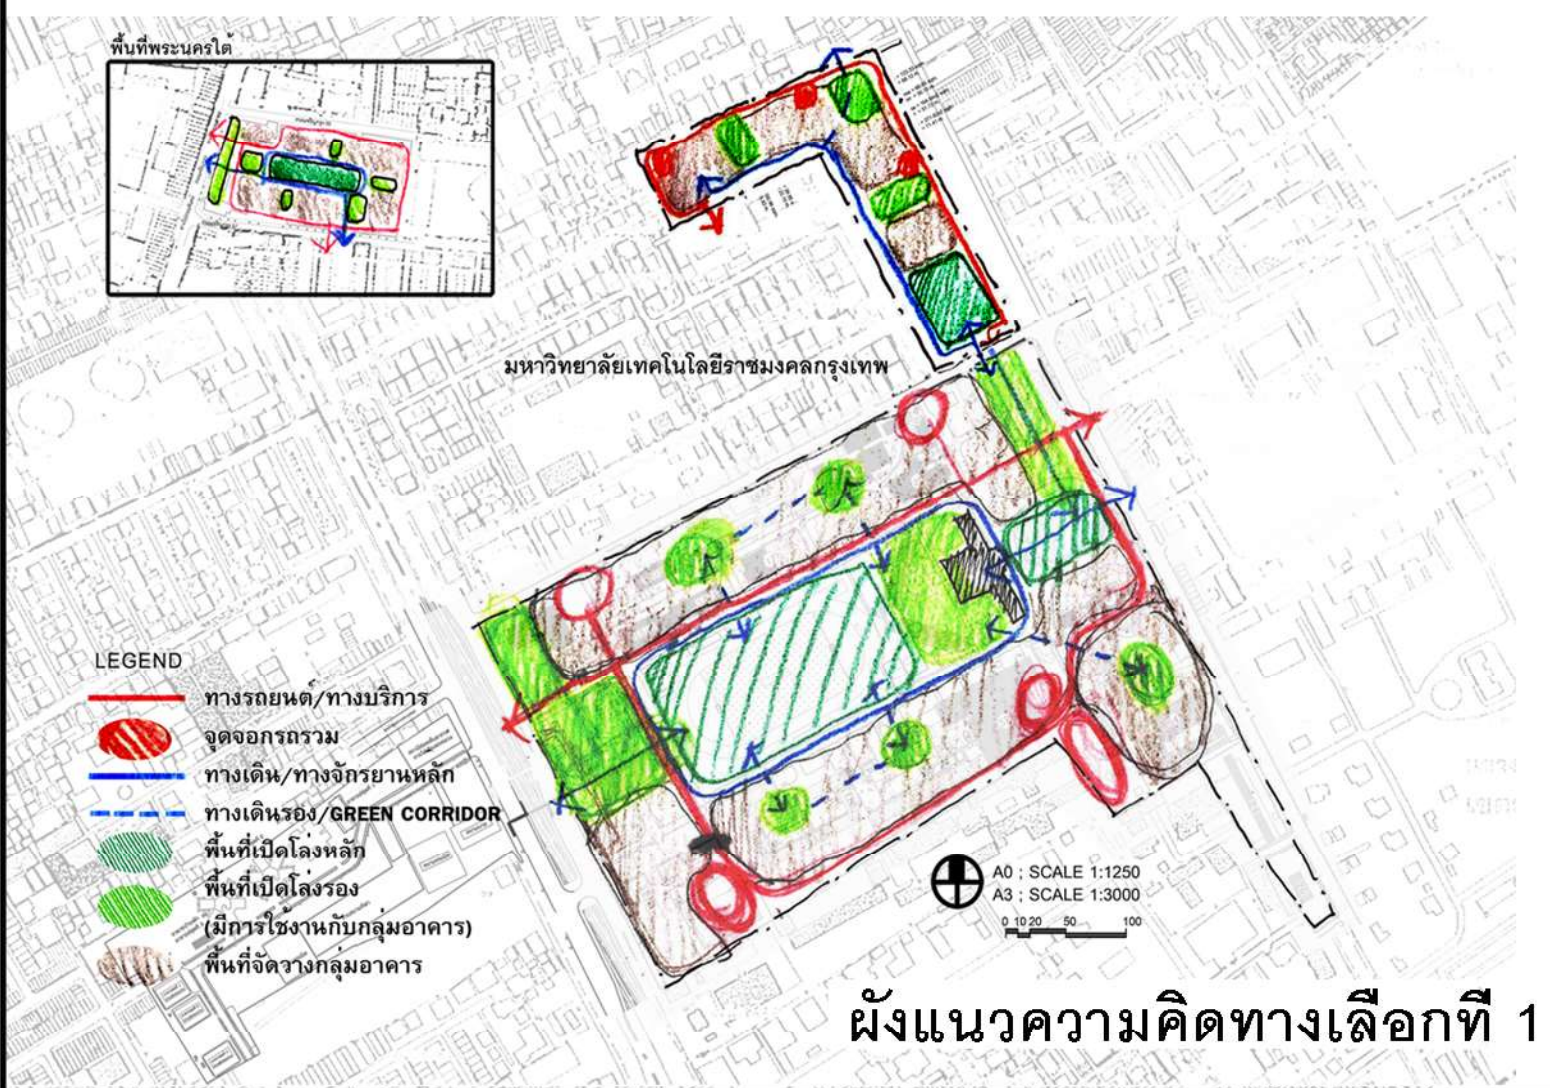 พื้นที่พระนครใต้
มหาวิทยาลัยเทคโนโลยีราชมงคลกรุงเทพ
LEGEND
ทางรถยนต์/ทางบริการ
จุดจอดรถรวม
ทางเดิน/ทางจักรยานหลัก
ทางเดินรอง/GREEN CORRIDOR
พื้นที่เปิดโล่งหลัก
พื้นที่เปิดโล่งรอง
(มีการใช้งานกับกลุ่มอาคาร)
พื้นที่จัดวางกลุ่มอาคาร
A0 ; SCALE 1:1250
A3 ; SCALE 1:3000
0 10 20 50 100
ผังแนวความคิดทางเลือกที่ 1